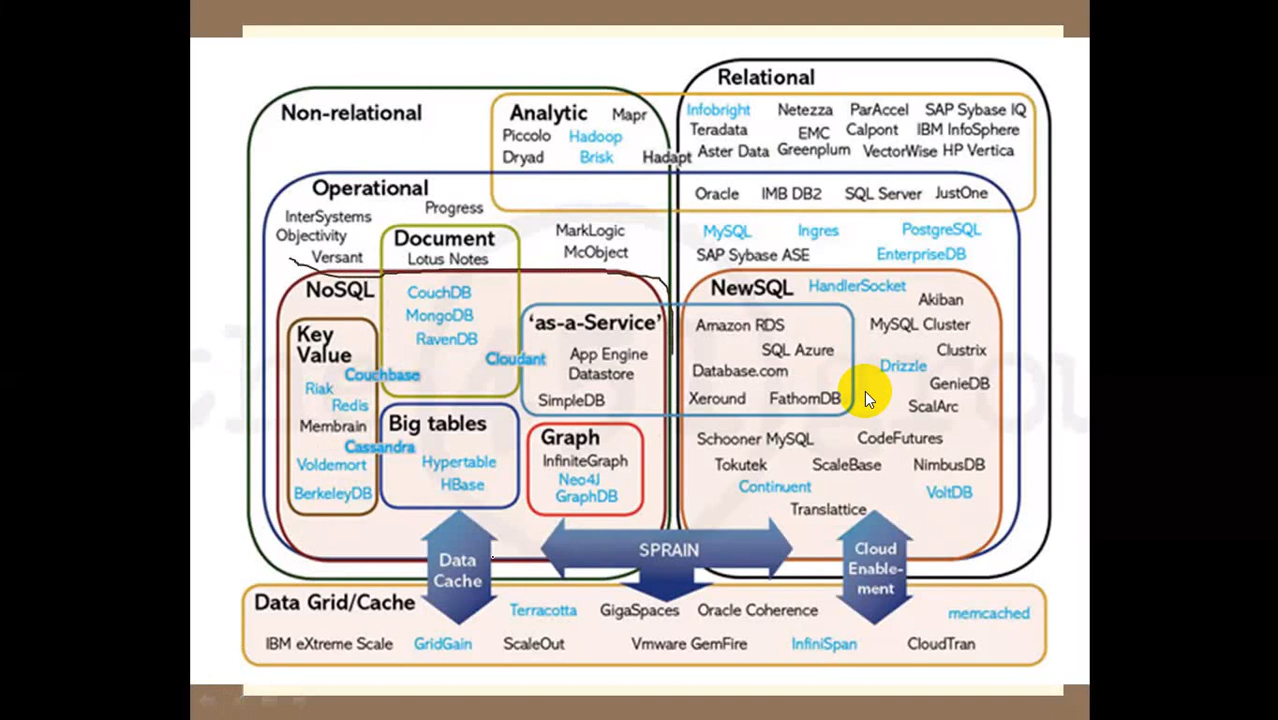 Relational
Non-relational
Analytic Mapr
Piccolo Hadoop
Dryad Brisk Hadapt
Infobright Netezza ParAccel SAP Sybase IQ
Teradata EMC Calpont IBM InfoSphere
Aster Data Greenplum VectorWise HP Vertica
Operational
Oracle IMB DB2 SQL Server JustOne
InterSystems Progress
Objectivity
Versant
Document
Lotus Notes
MarkLogic
McObject
MySQL Ingres PostgreSQL
SAP Sybase ASE EnterpriseDB
NoSQL
CouchDB
MongoDB
RavenDB
Key
Value
Couchbase
Riak
Redis
Membrain
Cassandra
Voldemort
BerkeleyDB
Cloudant
'as-a-Service'
App Engine
Datastore
SimpleDB
Big tables
Hypertable
HBase
Graph
InfiniteGraph
Neo4J
GraphDB
NewSQL HandlerSocket
Akiban
Amazon RDS MySQL Cluster
SQL Azure Clustrix
Database.com Drizzle
GenieDB
Xeround FathomDB ScalArc
Schooner MySQL CodeFutures
Tokutek ScaleBase NimbusDB
Continuent VoltDB
Translattice
Data
Cache
SPRAIN
Cloud
Enable-
ment
Data Grid/Cache Terracotta GigaSpaces Oracle Coherence memcached
IBM eXtreme Scale GridGain ScaleOut Vmware GemFire InfiniSpan CloudTran